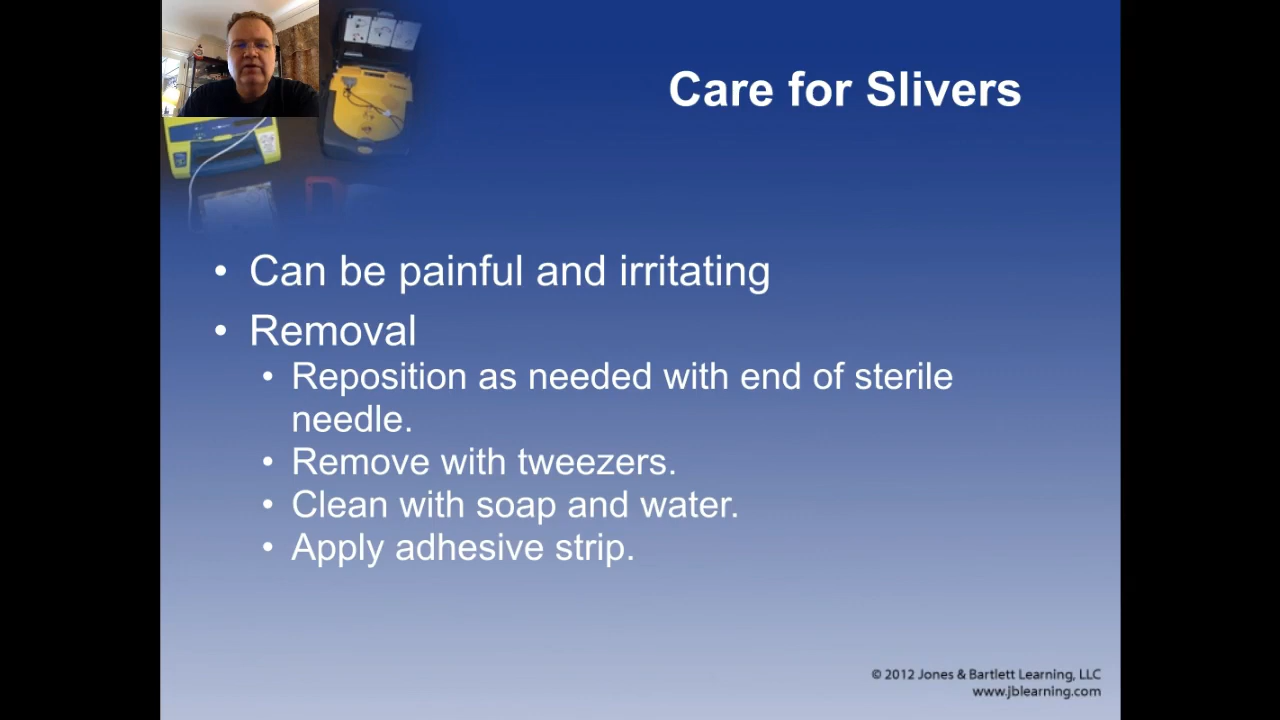 Care for Slivers
• Can be painful and irritating
• Removal
• Reposition as needed with end of sterile
needle.
• Remove with tweezers.
• Clean with soap and water.
• Apply adhesive strip.
© 2012 Jones & Bartlett Learning, LLC
www.jblearning.com